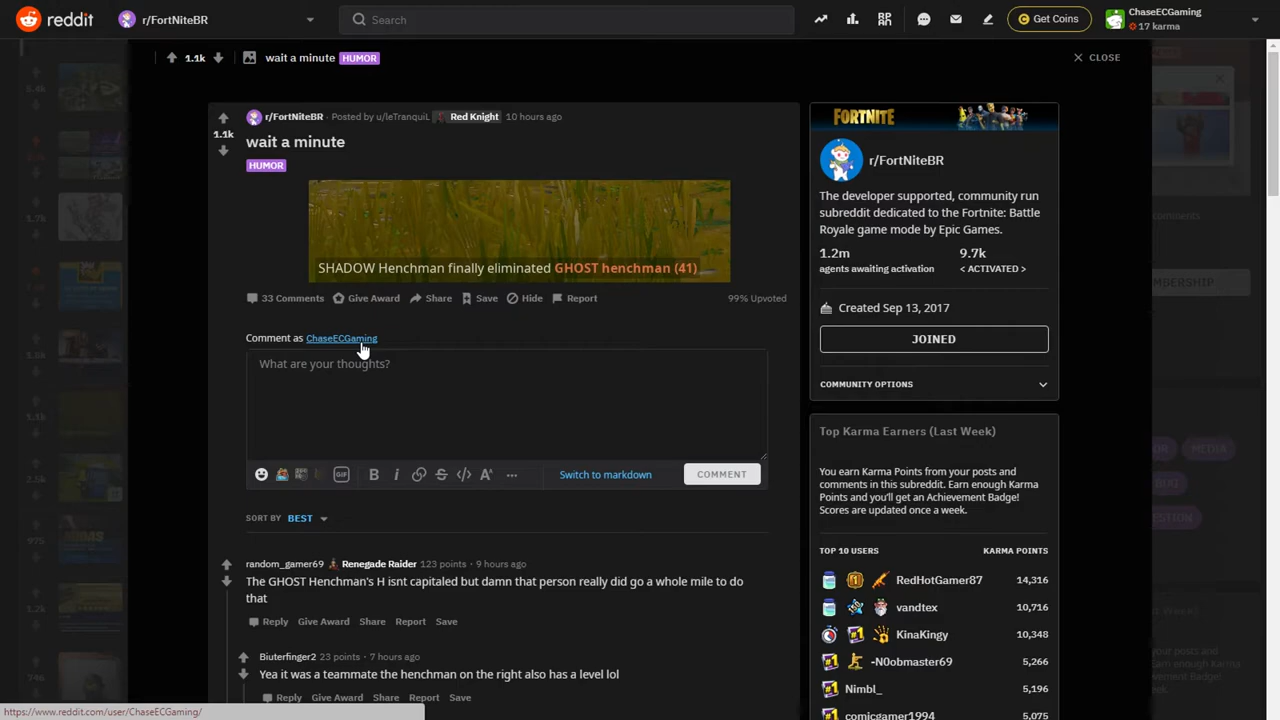 reddit
r/FortNiteBR
Search
Get Coins
ChaseECGaming
17 karma
1.1k
wait a minute HUMOR
CLOSE
r/FortNiteBR · Posted by u/leTranquiL Red Knight 10 hours ago
1.1k
wait a minute
HUMOR
SHADOW Henchman finally eliminated GHOST henchman (41)
33 Comments Give Award Share Save Hide Report 99% Upvoted
Comment as ChaseECGaming
What are your thoughts?
GIF
B i
Switch to markdown
COMMENT
SORT BY BEST
random_gamer69 Renegade Raider 123 points · 9 hours ago
The GHOST Henchman's H isnt capitaled but damn that person really did go a whole mile to do
that
Reply Give Award Share Report Save
Biuterfinger2 23 points · 7 hours ago
Yea it was a teammate the henchman on the right also has a level lol
Reply Give Award Share Report Save
FORTNITE
r/FortNiteBR
The developer supported, community run
subreddit dedicated to the Fortnite: Battle
Royale game mode by Epic Games.
1.2m 9.7k
agents awaiting activation < ACTIVATED >
Created Sep 13, 2017
JOINED
COMMUNITY OPTIONS
Top Karma Earners (Last Week)
You earn Karma Points from your posts and
comments in this subreddit. Earn enough Karma
Points and you'll get an Achievement Badge!
Scores are updated once a week.
TOP 10 USERS KARMA POINTS
RedHotGamer87 14,316
vandtex 10,716
KinaKingy 10,348
-N0obmaster69 5,266
Nimbl_ 5,196
comicgamer1994 5,075
https://www.reddit.com/user/ChaseECGaming/